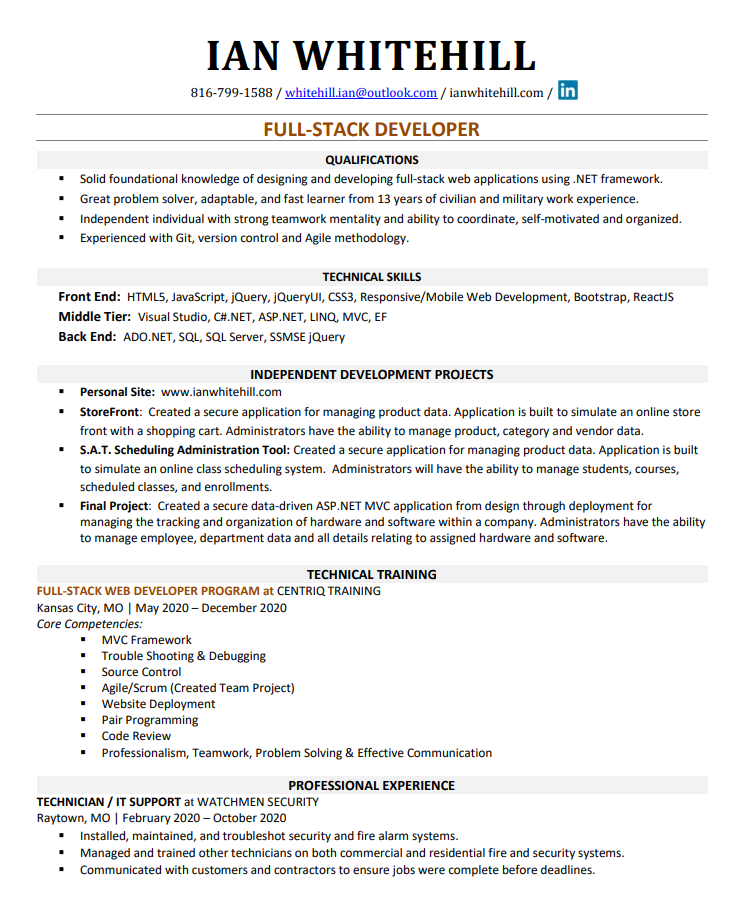 IAN WHITEHILL
816-799-1588 / whitehill.ian@outlook.com / ianwhitehill.com / in
FULL-STACK DEVELOPER
QUALIFICATIONS
▪ Solid foundational knowledge of designing and developing full-stack web applications using .NET framework.
▪ Great problem solver, adaptable, and fast learner from 13 years of civilian and military work experience.
▪ Independent individual with strong teamwork mentality and ability to coordinate, self-motivated and organized.
▪ Experienced with Git, version control and Agile methodology.
TECHNICAL SKILLS
Front End: HTML5, JavaScript, jQuery, jQueryUI, CSS3, Responsive/Mobile Web Development, Bootstrap, ReactJS
Middle Tier: Visual Studio, C#.NET, ASP.NET, LINQ, MVC, EF
Back End: ADO.NET, SQL, SQL Server, SSMSE jQuery
INDEPENDENT DEVELOPMENT PROJECTS
▪ Personal Site: www.ianwhitehill.com
▪ StoreFront: Created a secure application for managing product data. Application is built to simulate an online store
front with a shopping cart. Administrators have the ability to manage product, category and vendor data.
▪ S.A.T. Scheduling Administration Tool: Created a secure application for managing product data. Application is built
to simulate an online class scheduling system. Administrators will have the ability to manage students, courses,
scheduled classes, and enrollments.
▪ Final Project: Created a secure data-driven ASP.NET MVC application from design through deployment for
managing the tracking and organization of hardware and software within a company. Administrators have the ability
to manage employee, department data and all details relating to assigned hardware and software.
TECHNICAL TRAINING
FULL-STACK WEB DEVELOPER PROGRAM at CENTRIQ TRAINING
Kansas City, MO | May 2020 – December 2020
Core Competencies:
▪ MVC Framework
▪ Trouble Shooting & Debugging
▪ Source Control
▪ Agile/Scrum (Created Team Project)
▪ Website Deployment
▪ Pair Programming
▪ Code Review
▪ Professionalism, Teamwork, Problem Solving & Effective Communication
PROFESSIONAL EXPERIENCE
TECHNICIAN / IT SUPPORT at WATCHMEN SECURITY
Raytown, MO | February 2020 – October 2020
▪ Installed, maintained, and troubleshot security and fire alarm systems.
▪ Managed and trained other technicians on both commercial and residential fire and security systems.
▪ Communicated with customers and contractors to ensure jobs were complete before deadlines.